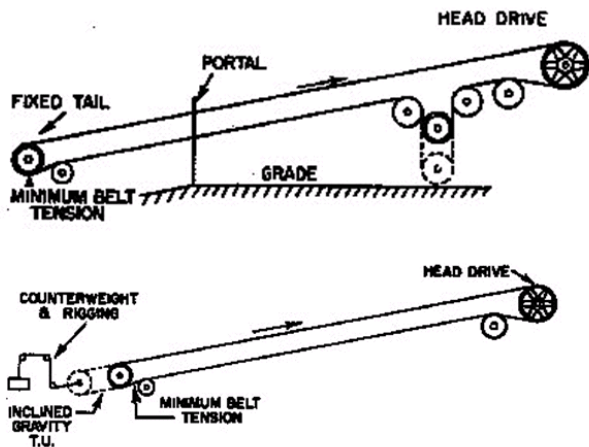 HEAD DRIVE
PORTAL
FIXED TAIL
GRADE
MINIMUM BELT
TENSION
HEAD DRIVE
COUNTERWEIGHT
& RIGGING
MINIMUM BELT
TENSION
INCLINED
GRAVITY
T.U.